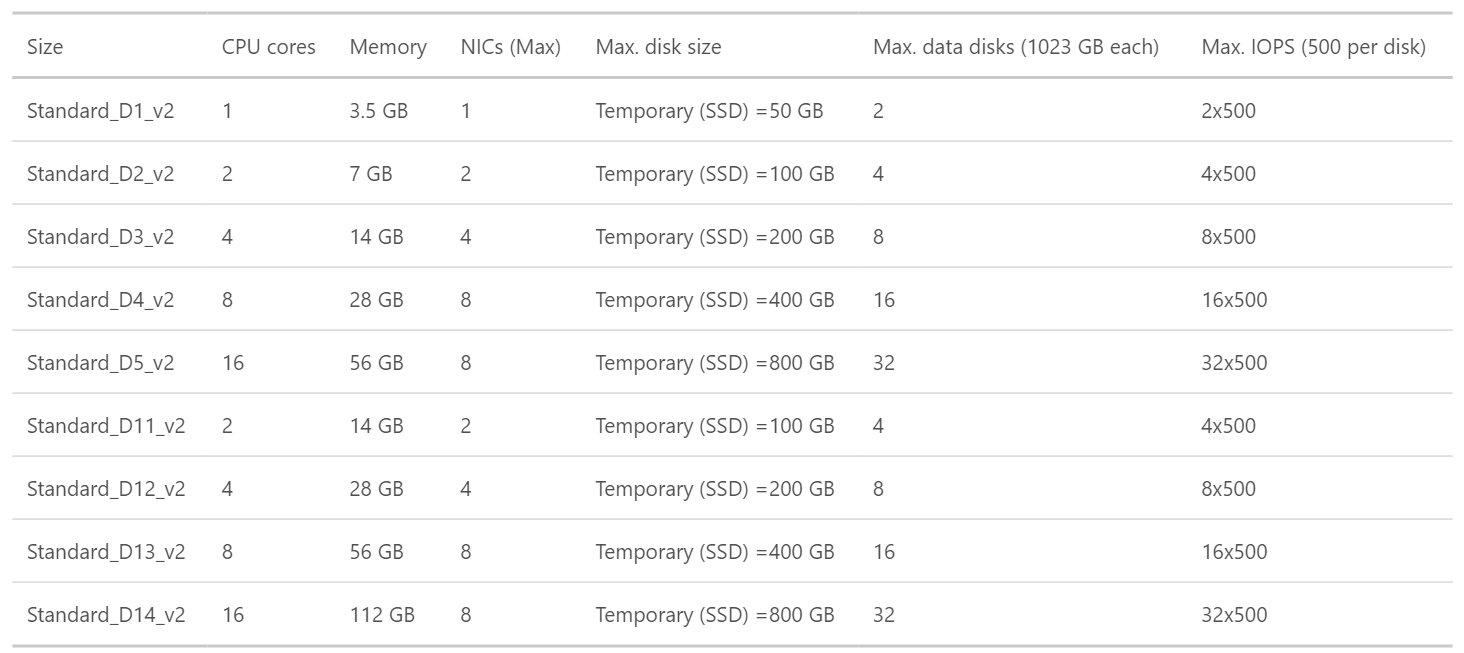 Size CPU cores Memory NICs (Max) Max. disk size Max. data disks (1023 GB each) Max. IOPS (500 per disk)
Standard_D1_v2 1 3.5 GB 1 Temporary (SSD) =50 GB 2 2x500
Standard_D2_v2 2 7 GB 2 Temporary (SSD) =100 GB 4 4x500
Standard_D3_v2 4 14 GB 4 Temporary (SSD) =200 GB 8 8x500
Standard_D4_v2 8 28 GB 8 Temporary (SSD) =400 GB 16 16x500
Standard_D5_v2 16 56 GB 8 Temporary (SSD) =800 GB 32 32x500
Standard_D11_v2 2 14 GB 2 Temporary (SSD) =100 GB 4 4x500
Standard_D12_v2 4 28 GB 4 Temporary (SSD) =200 GB 8 8x500
Standard_D13_v2 8 56 GB 8 Temporary (SSD) =400 GB 16 16x500
Standard_D14_v2 16 112 GB 8 Temporary (SSD) =800 GB 32 32x500